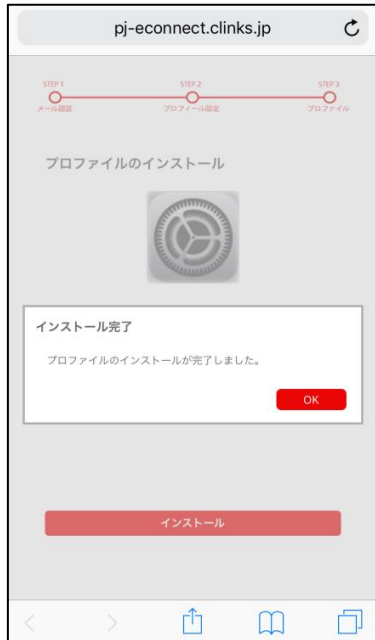 pj-econnect.clinks.jp
STEP 1
STEP 2
STEP 3
メール認証
プロフィール設定
プロファイル
プロファイルのインストール
インストール完了
プロファイルのインストールが完了しました。
OK
インストール